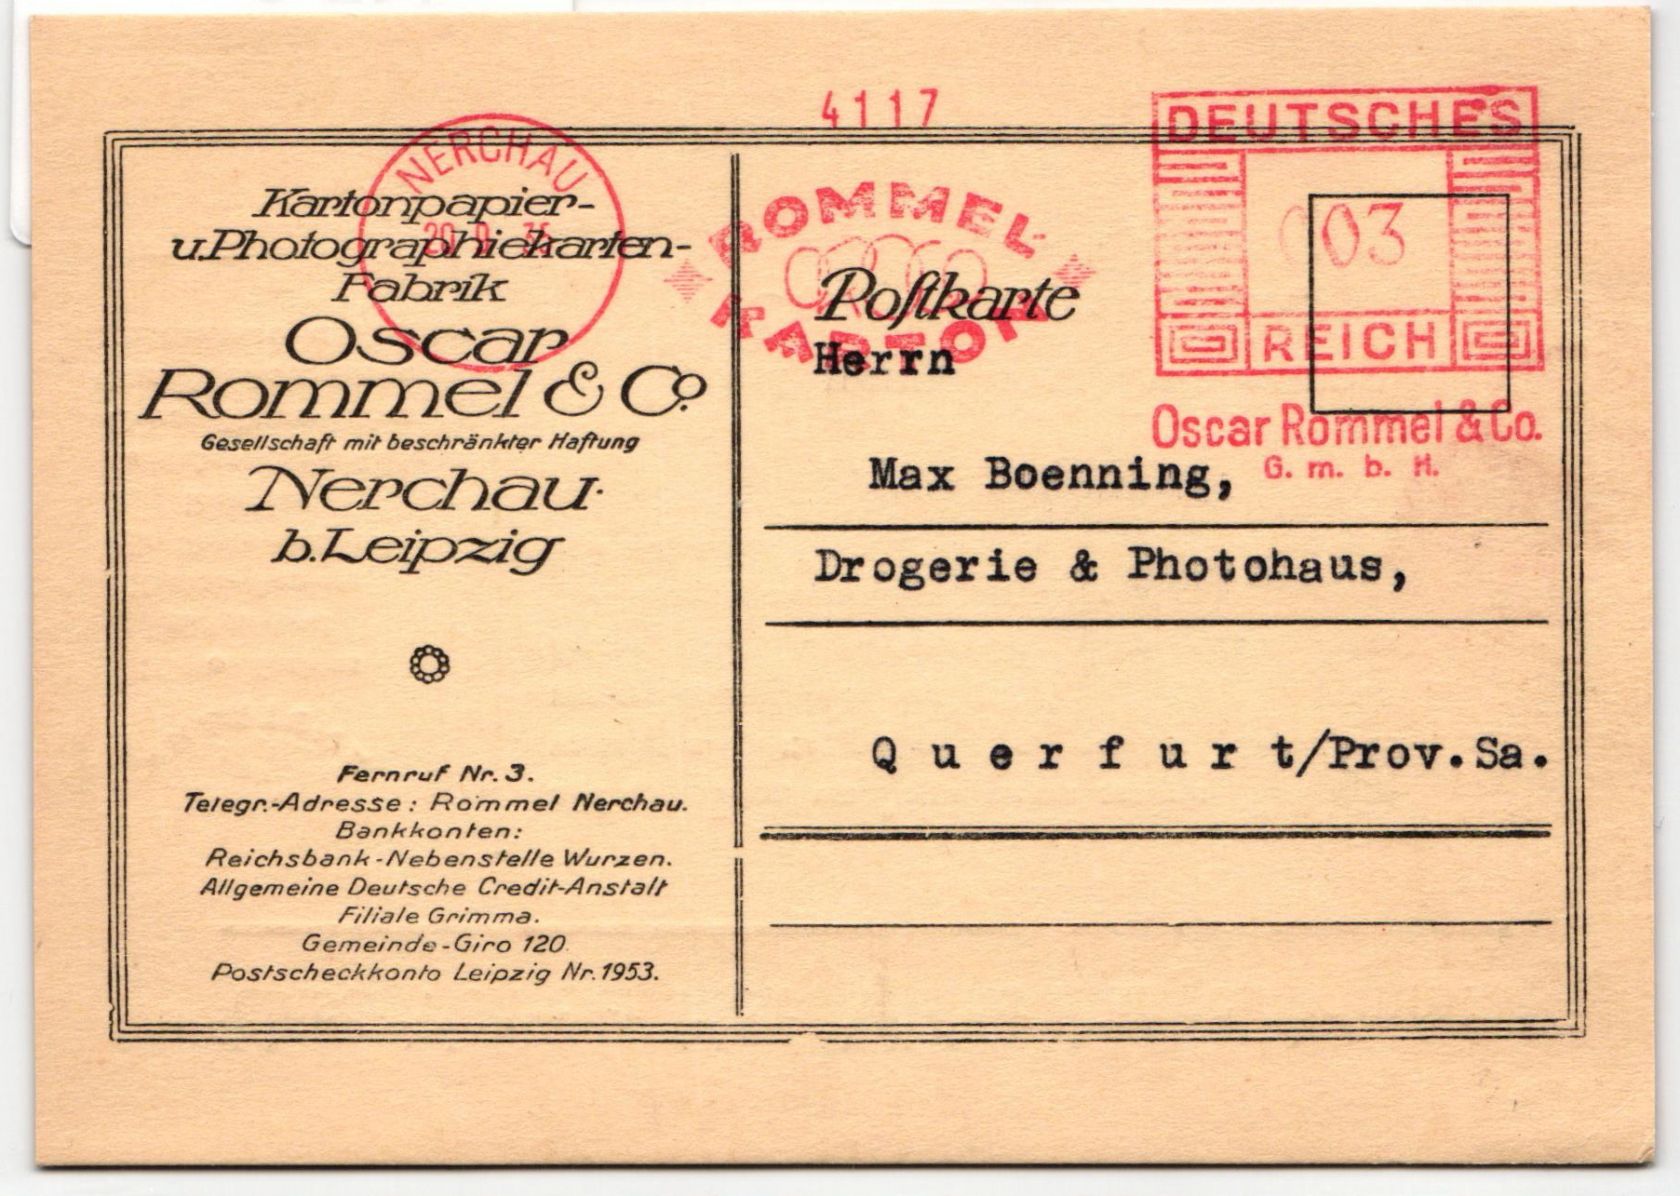 Kartonpapier-
u. Photographiekarten-
Fabrik
Oscar
Rommel & Co.
Gesellschaft mit beschränkter Haftung
Nerchau
b. Leipzig
Fernruf Nr. 3.
Telegr.-Adresse: Rommel Nerchau.
Bankkonten:
Reichsbank-Nebenstelle Wurzen.
Allgemeine Deutsche Credit-Anstalt
Filiale Grimma.
Gemeinde-Giro 120
Postscheckkonto Leipzig Nr. 1953.
NERCHAU
4117
ROMMEL
KARTON
DEUTSCHES
003
REICH
Oscar Rommel & Co.
G. m. b. H.
Poſtkarte
Herrn
Max Boenning,
Drogerie & Photohaus,
Querfurt/Prov.Sa.